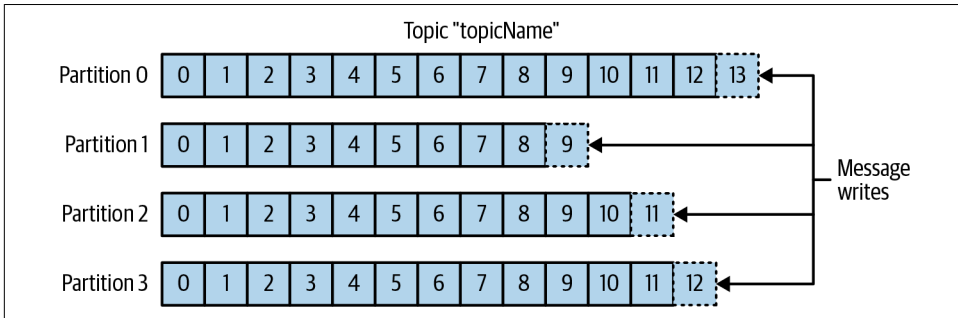 Topic "topicName"
Partition 0 0 1 2 3 4 5 6 7 8 9 10 11 12 13
Partition 1 0 1 2 3 4 5 6 7 8 9
Partition 2 0 1 2 3 4 5 6 7 8 9 10 11
Partition 3 0 1 2 3 4 5 6 7 8 9 10 11 12
Message
writes